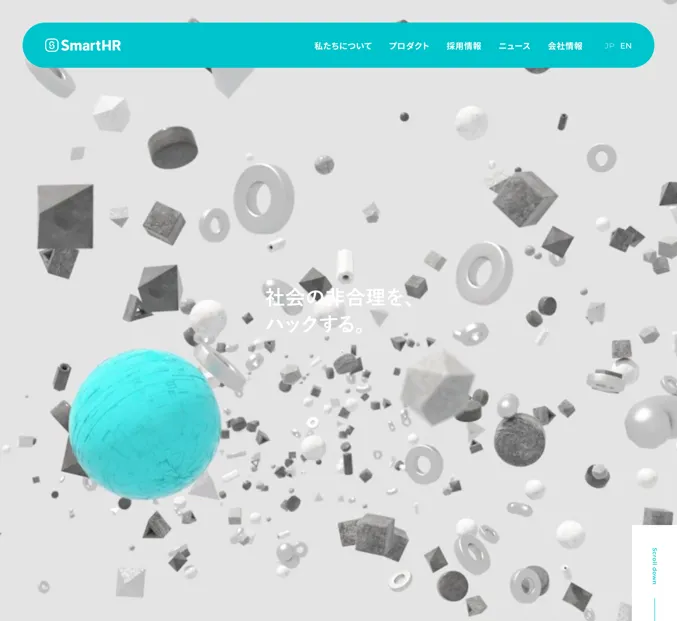 SmartHR
私たちについて
プロダクト
採用情報
ニュース
会社情報
JP EN
社会の非合理を、
ハックする。
Scroll down